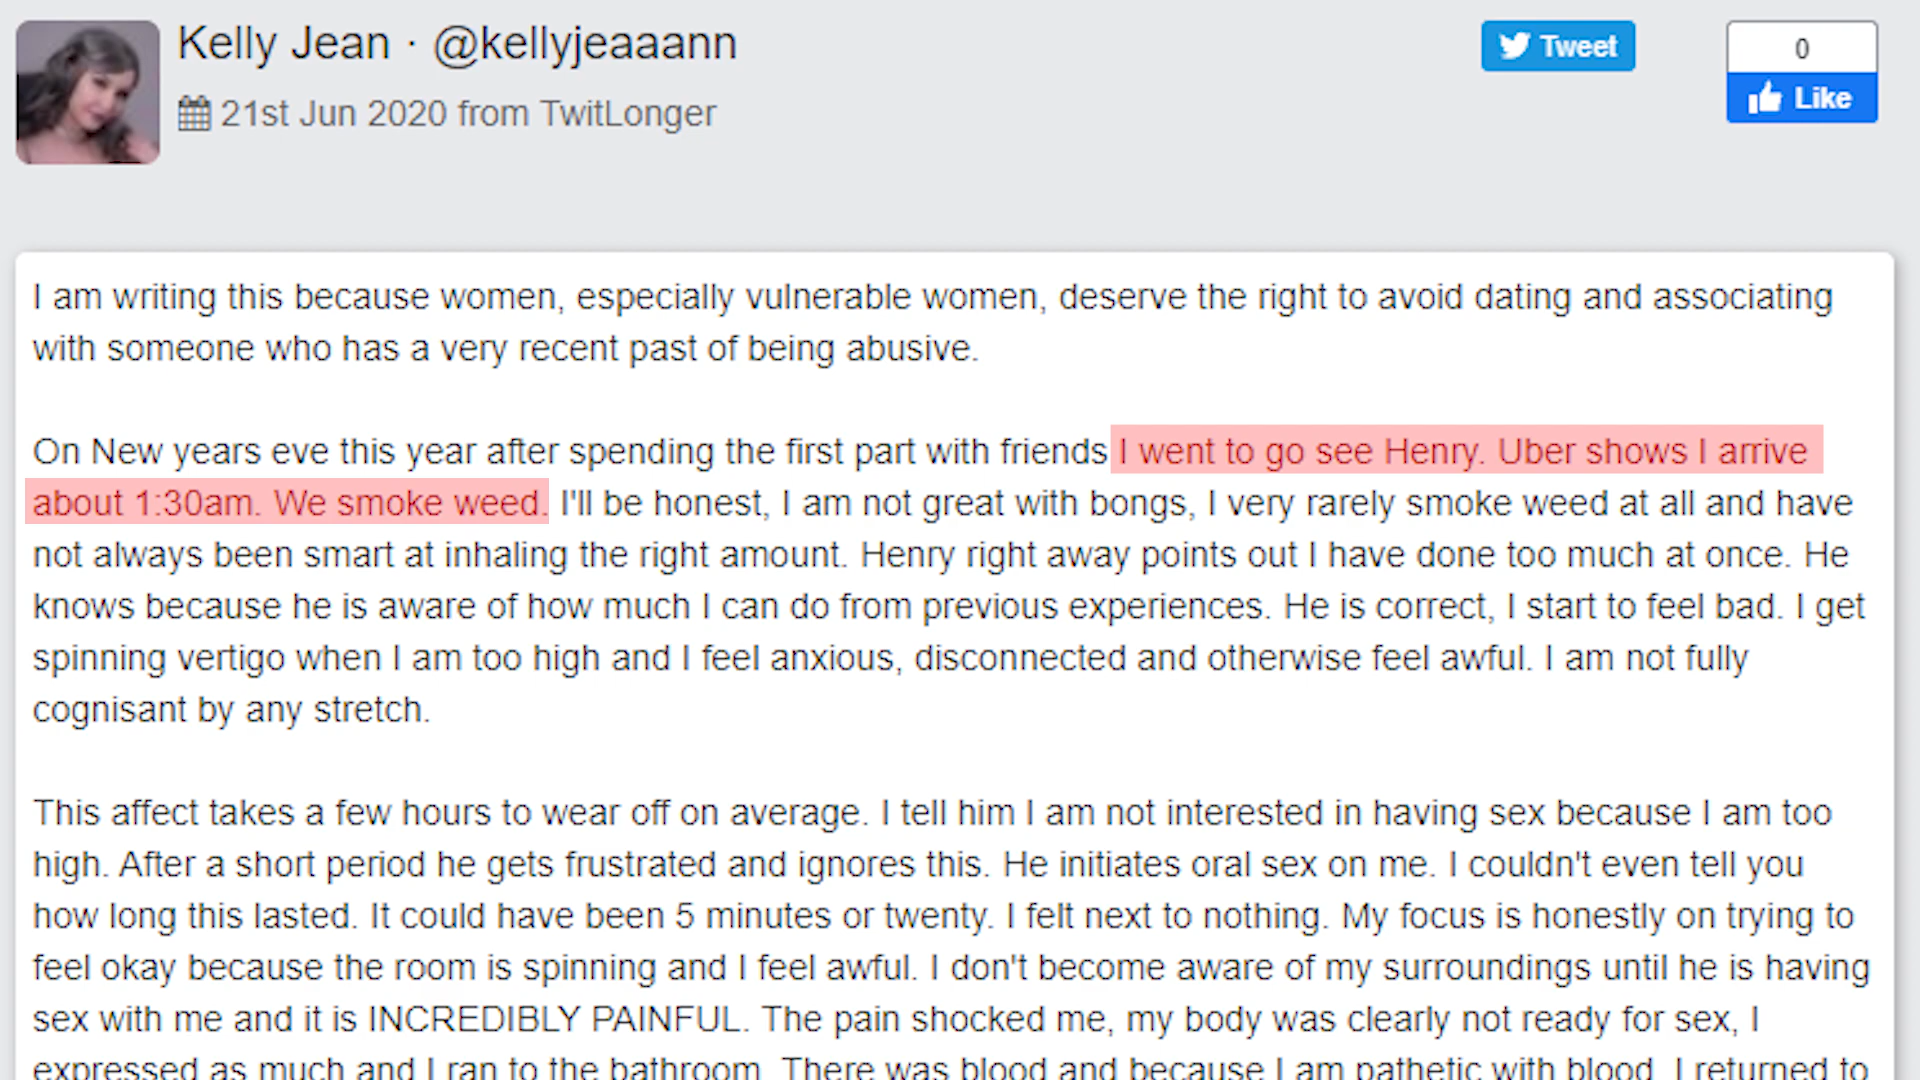 Kelly Jean · @kellyjeaaann
21st Jun 2020 from TwitLonger
Tweet
0
Like
I am writing this because women, especially vulnerable women, deserve the right to avoid dating and associating
with someone who has a very recent past of being abusive.
On New years eve this year after spending the first part with friends I went to go see Henry. Uber shows I arrive
about 1:30am. We smoke weed. I'll be honest, I am not great with bongs, I very rarely smoke weed at all and have
not always been smart at inhaling the right amount. Henry right away points out I have done too much at once. He
knows because he is aware of how much I can do from previous experiences. He is correct, I start to feel bad. I get
spinning vertigo when I am too high and I feel anxious, disconnected and otherwise feel awful. I am not fully
cognisant by any stretch.
This affect takes a few hours to wear off on average. I tell him I am not interested in having sex because I am too
high. After a short period he gets frustrated and ignores this. He initiates oral sex on me. I couldn't even tell you
how long this lasted. It could have been 5 minutes or twenty. I felt next to nothing. My focus is honestly on trying to
feel okay because the room is spinning and I feel awful. I don't become aware of my surroundings until he is having
sex with me and it is INCREDIBLY PAINFUL. The pain shocked me, my body was clearly not ready for sex, I
expressed as much and I ran to the bathroom. There was blood and because I am pathetic with blood, I returned to